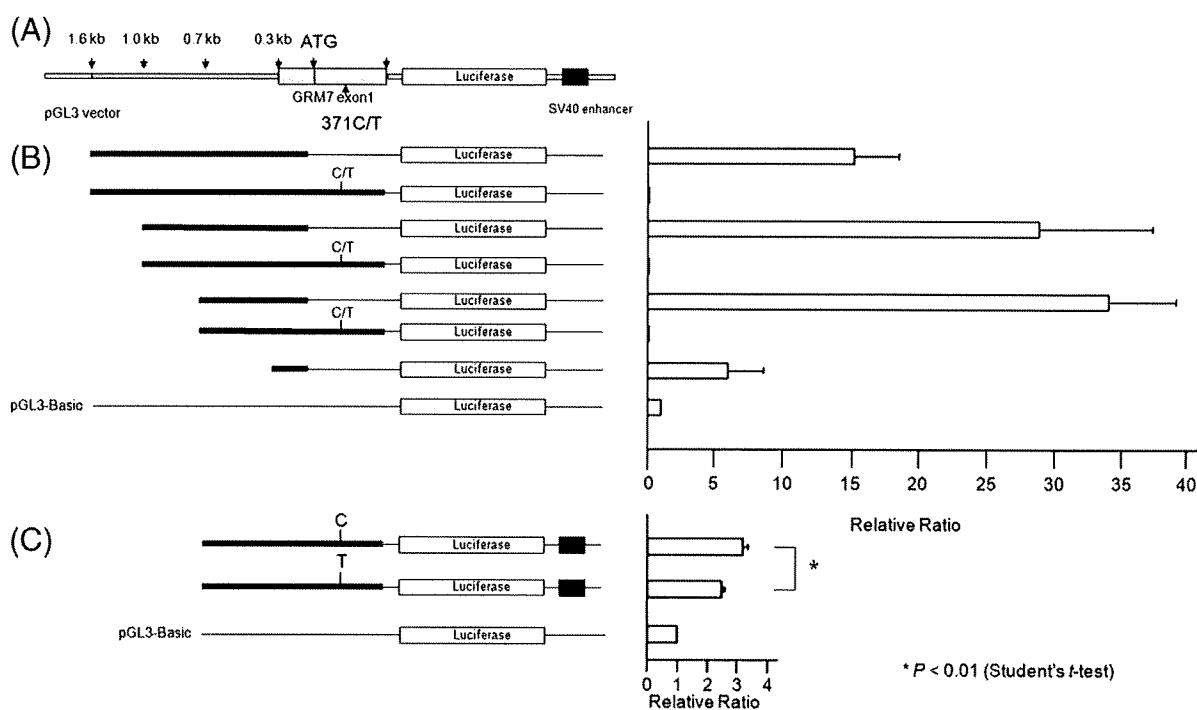 (A)
1.6 kb 1.0 kb 0.7 kb 0.3 kb ATG
Luciferase
GRM7 exon1
pGL3 vector
SV40 enhancer
371C/T
(B)
Luciferase
C/T
Luciferase
Luciferase
C/T
Luciferase
Luciferase
C/T
Luciferase
Luciferase
pGL3-Basic
Luciferase
0 5 10 15 20 25 30 35 40
Relative Ratio
(C)
C
Luciferase
T
Luciferase
*
pGL3-Basic
Luciferase
0 1 2 3 4
Relative Ratio
* P < 0.01 (Student's t-test)